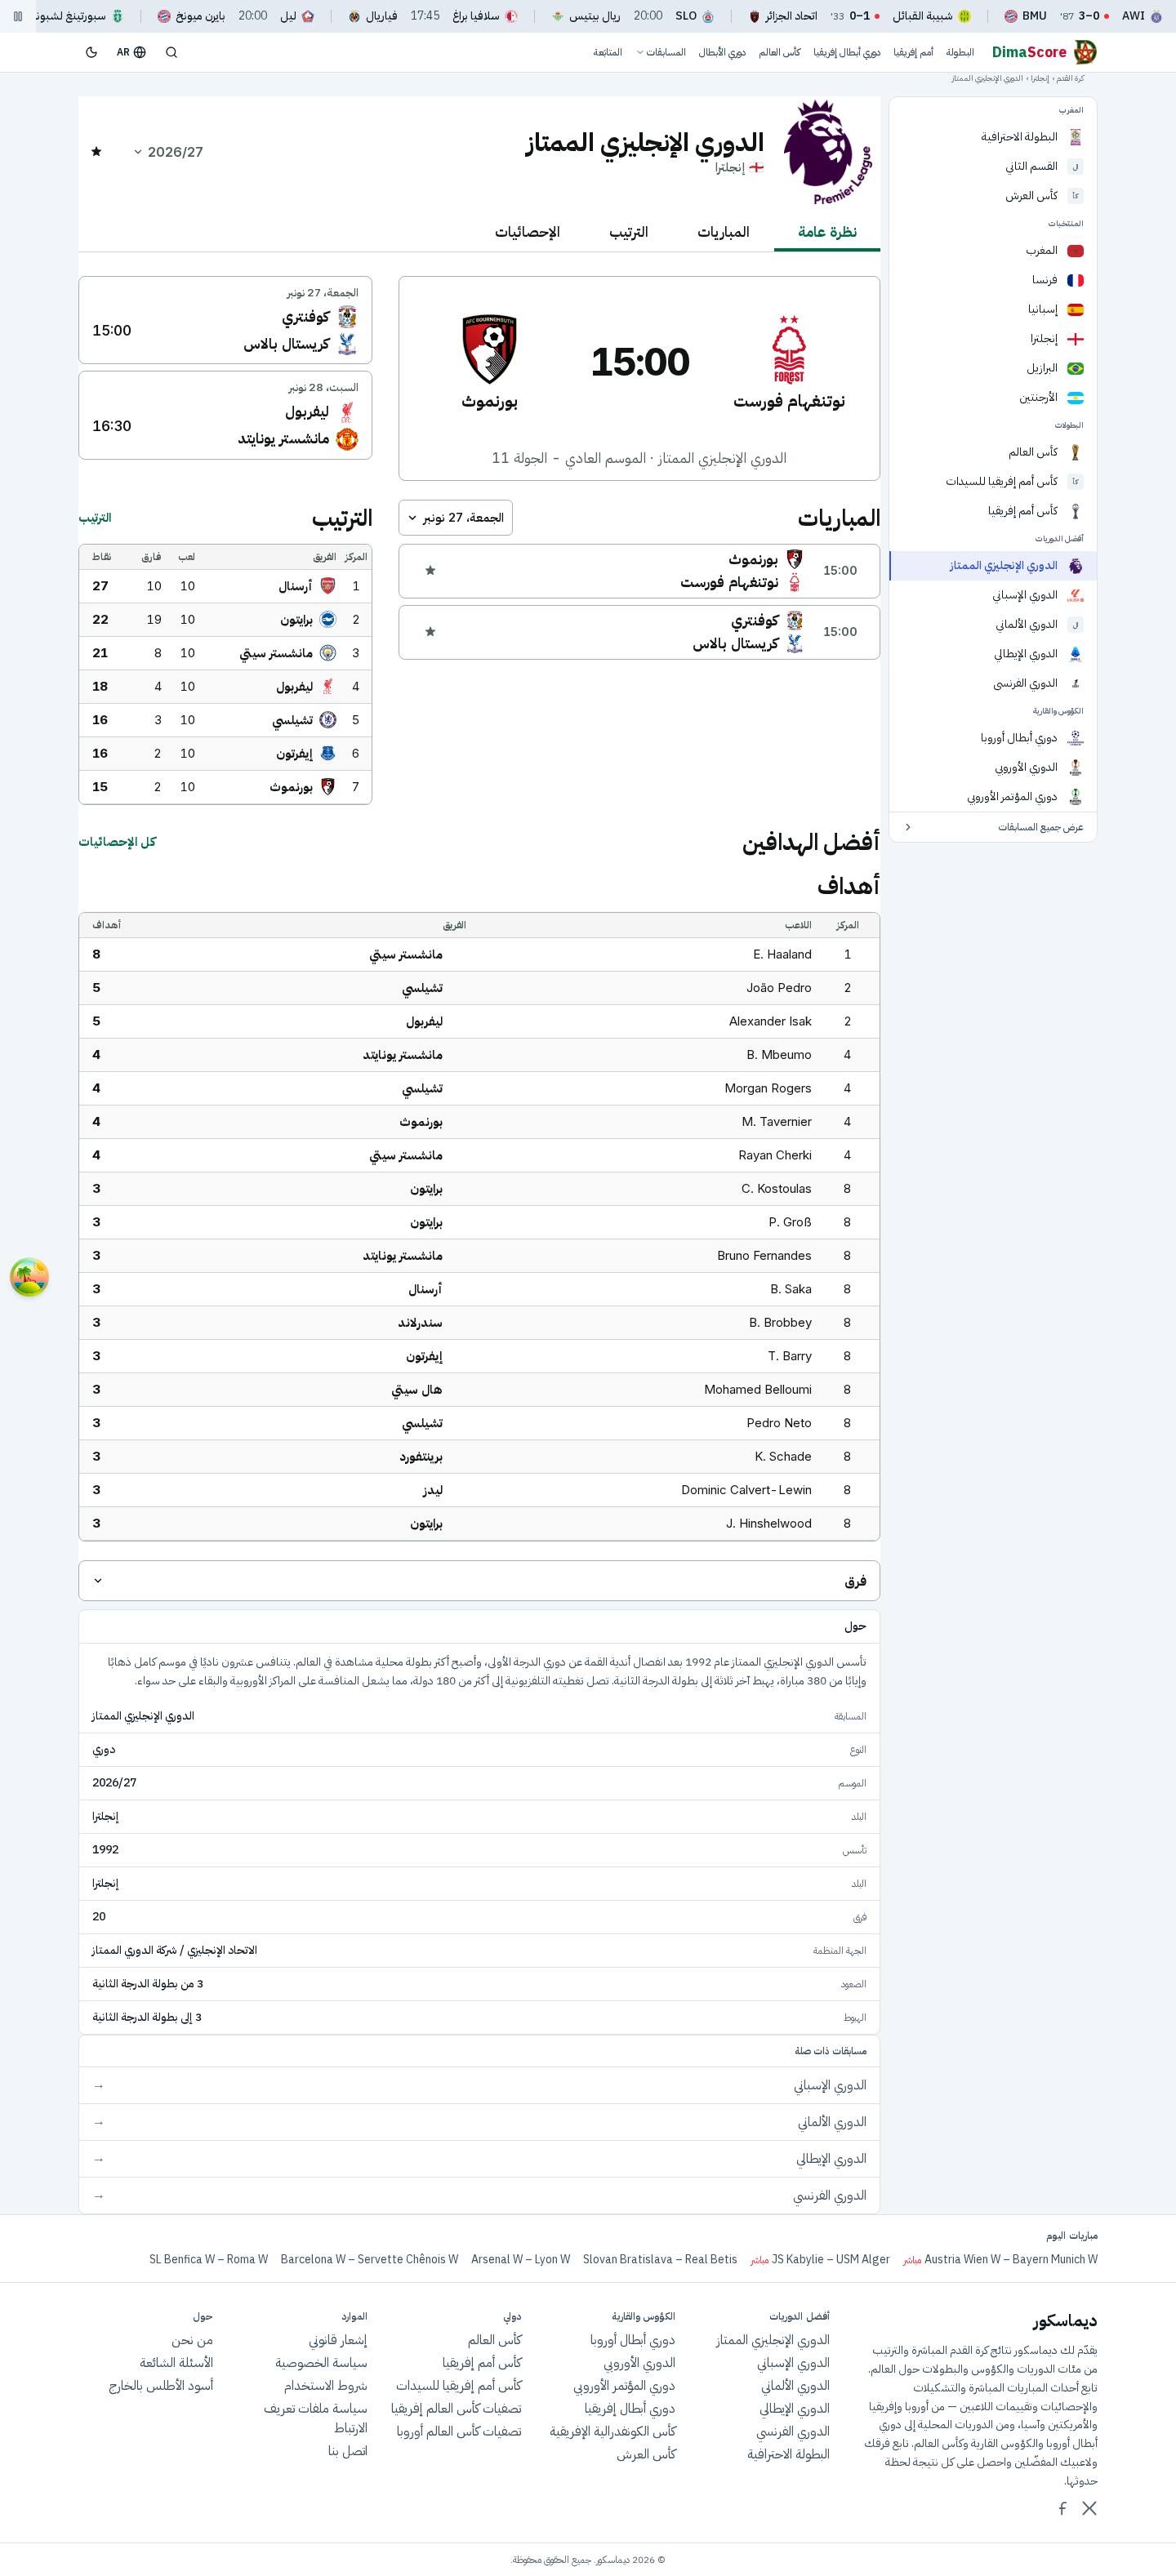 AWI 0–3 '87 BMU
شبيبة القبائل 1–0 '33 اتحاد الجزائر
SLO 20:00 ريال بيتيس
سلافيا براغ 17:45 فياريال
ليل 20:00 بايرن ميونخ
سبورتينغ لشبونة
DimaScore
البطولة
أمم إفريقيا
دوري أبطال إفريقيا
كأس العالم
دوري الأبطال
المسابقات
المتابَعة
AR
كرة القدم › إنجلترا › الدوري الإنجليزي الممتاز
المغرب
البطولة الاحترافية
القسم الثاني
كأس العرش
المنتخبات
المغرب
فرنسا
إسبانيا
إنجلترا
البرازيل
الأرجنتين
البطولات
كأس العالم
كأس أمم إفريقيا للسيدات
كأس أمم إفريقيا
أفضل الدوريات
الدوري الإنجليزي الممتاز
الدوري الإسباني
الدوري الألماني
الدوري الإيطالي
الدوري الفرنسي
الكؤوس والقارية
دوري أبطال أوروبا
الدوري الأوروبي
دوري المؤتمر الأوروبي
عرض جميع المسابقات
Premier League
الدوري الإنجليزي الممتاز
إنجلترا
2026/27
نظرة عامة
المباريات
الترتيب
الإحصائيات
نوتنغهام فورست
15:00
بورنموث
الدوري الإنجليزي الممتاز · الموسم العادي - الجولة 11
الجمعة، 27 نونبر
كوفنتري
كريستال بالاس
15:00
السبت، 28 نونبر
ليفربول
مانشستر يونايتد
16:30
المباريات
الجمعة، 27 نونبر
15:00
بورنموث
نوتنغهام فورست
15:00
كوفنتري
كريستال بالاس
الترتيب
الترتيب
المركز الفريق لعب فارق نقاط
1 أرسنال 10 10 27
2 برايتون 10 19 22
3 مانشستر سيتي 10 8 21
4 ليفربول 10 4 18
5 تشيلسي 10 3 16
6 إيفرتون 10 2 16
7 بورنموث 10 2 15
أفضل الهدافين
كل الإحصائيات
أهداف
المركز اللاعب الفريق أهداف
1 E. Haaland مانشستر سيتي 8
2 João Pedro تشيلسي 5
2 Alexander Isak ليفربول 5
4 B. Mbeumo مانشستر يونايتد 4
4 Morgan Rogers تشيلسي 4
4 M. Tavernier بورنموث 4
4 Rayan Cherki مانشستر سيتي 4
8 C. Kostoulas برايتون 3
8 P. Groß برايتون 3
8 Bruno Fernandes مانشستر يونايتد 3
8 B. Saka أرسنال 3
8 B. Brobbey سندرلاند 3
8 T. Barry إيفرتون 3
8 Mohamed Belloumi هال سيتي 3
8 Pedro Neto تشيلسي 3
8 K. Schade برينتفورد 3
8 Dominic Calvert-Lewin ليدز 3
8 J. Hinshelwood برايتون 3
فرق
حول
تأسس الدوري الإنجليزي الممتاز عام 1992 بعد انفصال أندية القمة عن دوري الدرجة الأولى، وأصبح أكثر بطولة محلية مشاهدة في العالم. يتنافس عشرون ناديًا في موسم كامل ذهابًا
وإيابًا من 380 مباراة، يهبط آخر ثلاثة إلى بطولة الدرجة الثانية. تصل تغطيته التلفزيونية إلى أكثر من 180 دولة، مما يشعل المنافسة على المراكز الأوروبية والبقاء على حد سواء.
المسابقة الدوري الإنجليزي الممتاز
النوع دوري
الموسم 2026/27
البلد إنجلترا
تأسس 1992
البلد إنجلترا
فرق 20
الجهة المنظمة الاتحاد الإنجليزي / شركة الدوري الممتاز
الصعود 3 من بطولة الدرجة الثانية
الهبوط 3 إلى بطولة الدرجة الثانية
مسابقات ذات صلة
الدوري الإسباني →
الدوري الألماني →
الدوري الإيطالي →
الدوري الفرنسي →
مباريات اليوم
Austria Wien W – Bayern Munich W مباشر
JS Kabylie – USM Alger مباشر
Slovan Bratislava – Real Betis
Arsenal W – Lyon W
Barcelona W – Servette Chênois W
SL Benfica W – Roma W
ديماسكور
يقدّم لك ديماسكور نتائج كرة القدم المباشرة والترتيب
من مئات الدوريات والكؤوس والبطولات حول العالم.
تابع أحداث المباريات المباشرة والتشكيلات
والإحصائيات وتقييمات اللاعبين — من أوروبا وإفريقيا
والأمريكتين وآسيا، ومن الدوريات المحلية إلى دوري
أبطال أوروبا والكؤوس القارية وكأس العالم. تابع فرقك
ولاعبيك المفضّلين واحصل على كل نتيجة لحظة
حدوثها.
أفضل الدوريات
الدوري الإنجليزي الممتاز
الدوري الإسباني
الدوري الألماني
الدوري الإيطالي
الدوري الفرنسي
البطولة الاحترافية
الكؤوس والقارية
دوري أبطال أوروبا
الدوري الأوروبي
دوري المؤتمر الأوروبي
دوري أبطال إفريقيا
كأس الكونفدرالية الإفريقية
كأس العرش
دولي
كأس العالم
كأس أمم إفريقيا
كأس أمم إفريقيا للسيدات
تصفيات كأس العالم إفريقيا
تصفيات كأس العالم أوروبا
الموارد
إشعار قانوني
سياسة الخصوصية
شروط الاستخدام
سياسة ملفات تعريف
الارتباط
اتصل بنا
حول
من نحن
الأسئلة الشائعة
أسود الأطلس بالخارج
© 2026 ديماسكور. جميع الحقوق محفوظة.